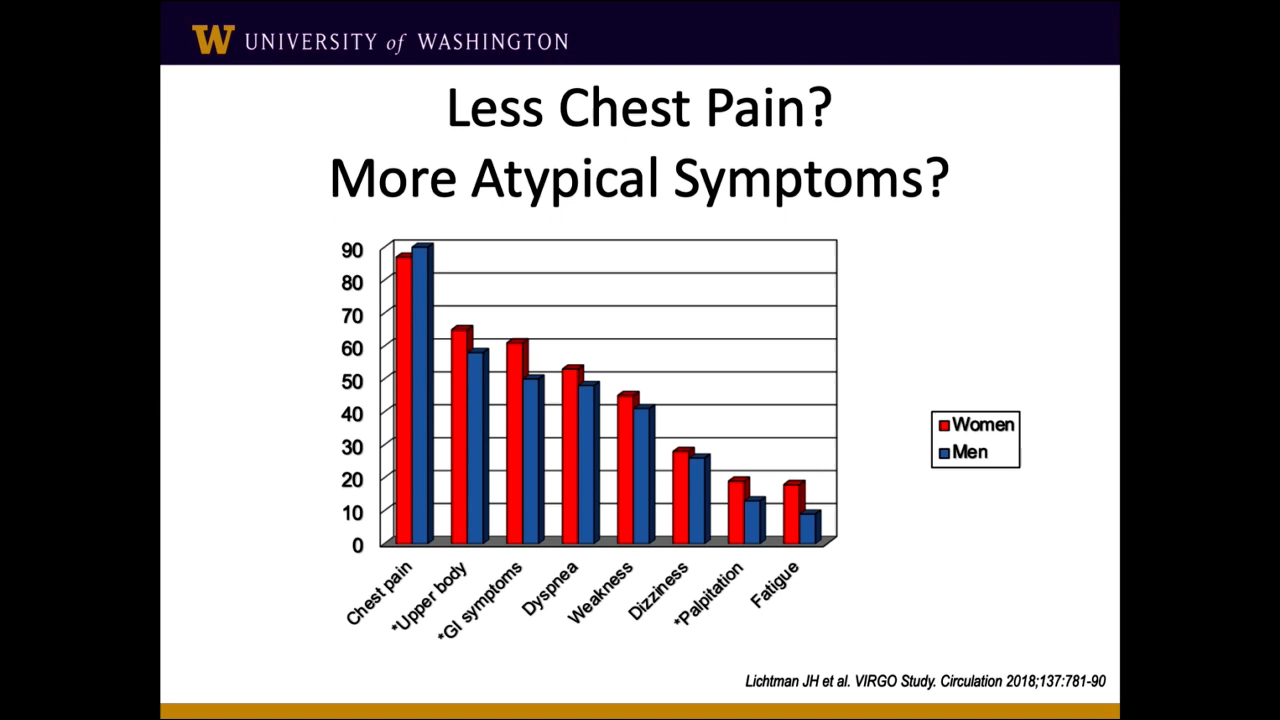 W UNIVERSITY of WASHINGTON
Less Chest Pain?
More Atypical Symptoms?
90
80
70
60
50
40
30
20
10
0
Chest pain
*Upper body
*GI symptoms
Dyspnea
Weakness
Dizziness
*Palpitation
Fatigue
Women
Men
Lichtman JH et al. VIRGO Study. Circulation 2018;137:781-90